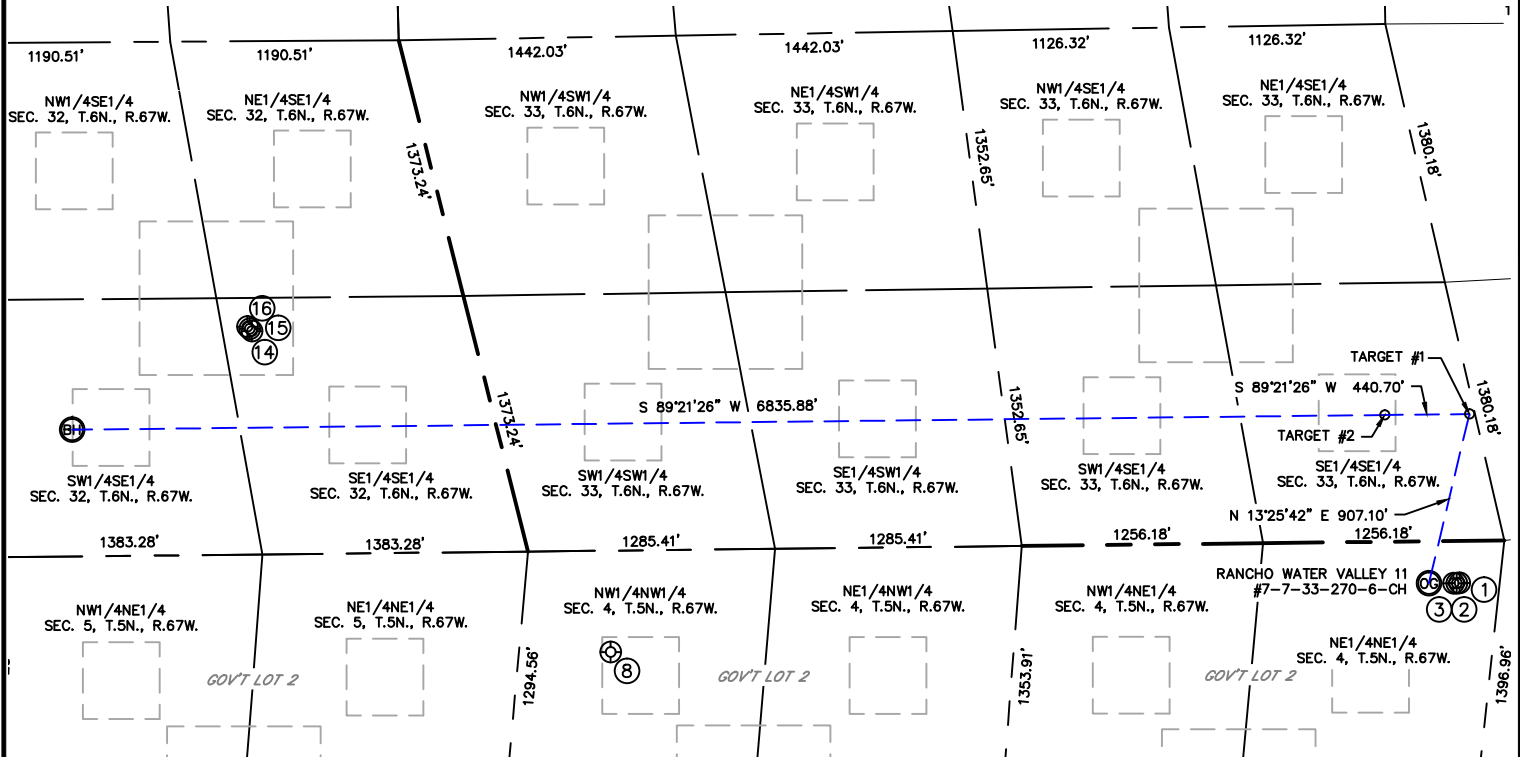 1190.51'
1190.51'
1442.03'
1442.03'
1126.32'
1126.32'
NW1/4SE1/4
SEC. 32, T.6N., R.67W.
NE1/4SE1/4
SEC. 32, T.6N., R.67W.
NW1/4SW1/4
SEC. 33, T.6N., R.67W.
NE1/4SW1/4
SEC. 33, T.6N., R.67W.
NW1/4SE1/4
SEC. 33, T.6N., R.67W.
NE1/4SE1/4
SEC. 33, T.6N., R.67W.
1373.24'
1352.65'
1380.18'
16
15
14
TARGET #1
S 89°21'26" W 440.70'
S 89°21'26" W 6835.88'
1373.24'
1352.65'
1380.18'
BH
TARGET #2
SW1/4SE1/4
SEC. 32, T.6N., R.67W.
SE1/4SE1/4
SEC. 32, T.6N., R.67W.
SW1/4SW1/4
SEC. 33, T.6N., R.67W.
SE1/4SW1/4
SEC. 33, T.6N., R.67W.
SW1/4SE1/4
SEC. 33, T.6N., R.67W.
SE1/4SE1/4
SEC. 33, T.6N., R.67W.
N 13°25'42" E 907.10'
1383.28'
1383.28'
1285.41'
1285.41'
1256.18'
1256.18'
RANCHO WATER VALLEY 11
#7-7-33-270-6-CH
OG
1
3
2
NW1/4NE1/4
SEC. 5, T.5N., R.67W.
NE1/4NE1/4
SEC. 5, T.5N., R.67W.
NW1/4NW1/4
SEC. 4, T.5N., R.67W.
NE1/4NW1/4
SEC. 4, T.5N., R.67W.
NW1/4NE1/4
SEC. 4, T.5N., R.67W.
NE1/4NE1/4
SEC. 4, T.5N., R.67W.
8
GOV'T LOT 2
1294.56'
GOV'T LOT 2
1353.91'
GOV'T LOT 2
1396.96'